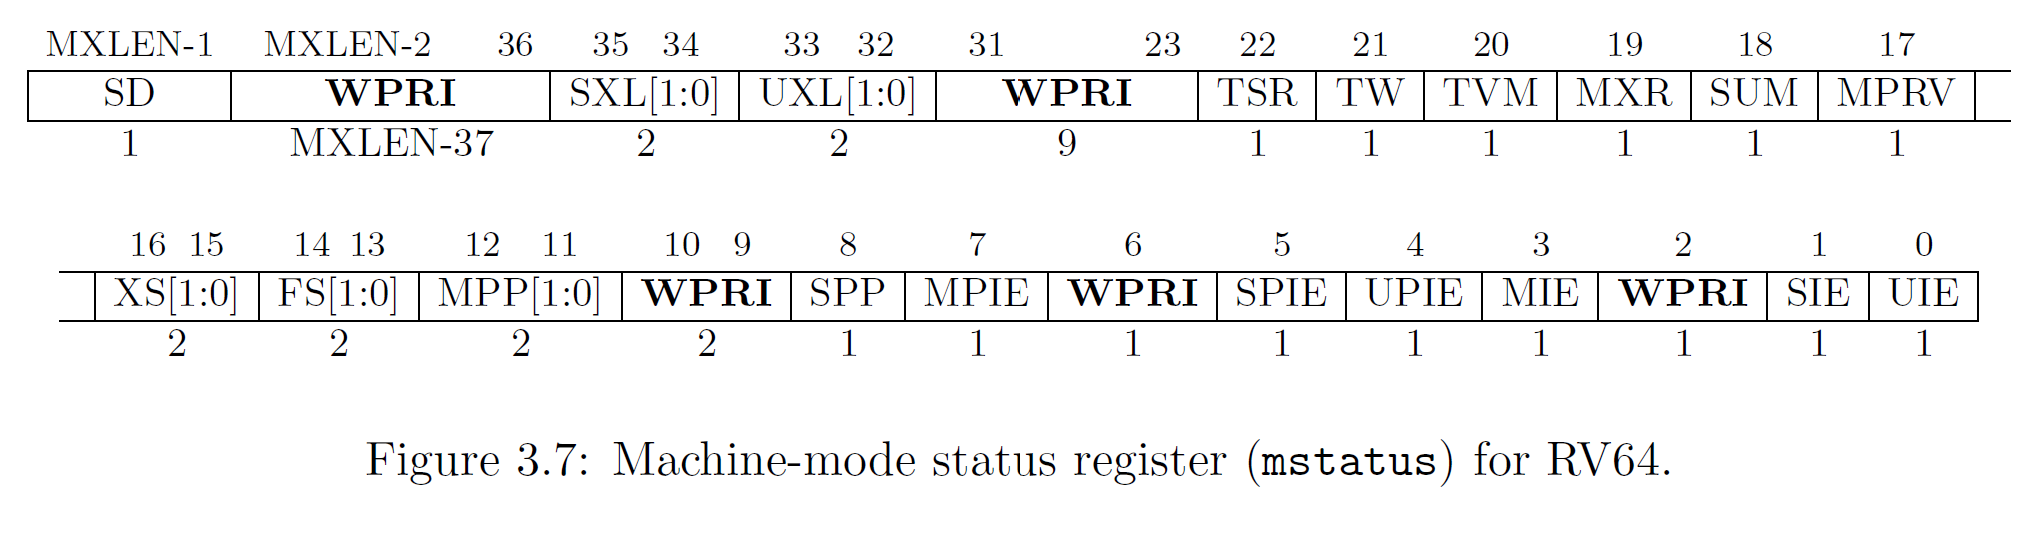 MXLEN-1 MXLEN-2 36 35 34 33 32 31 23 22 21 20 19 18 17
SD WPRI SXL[1:0] UXL[1:0] WPRI TSR TW TVM MXR SUM MPRV
1 MXLEN-37 2 2 9 1 1 1 1 1 1
16 15 14 13 12 11 10 9 8 7 6 5 4 3 2 1 0
XS[1:0] FS[1:0] MPP[1:0] WPRI SPP MPIE WPRI SPIE UPIE MIE WPRI SIE UIE
2 2 2 2 1 1 1 1 1 1 1 1 1
Figure 3.7: Machine-mode status register (mstatus) for RV64.